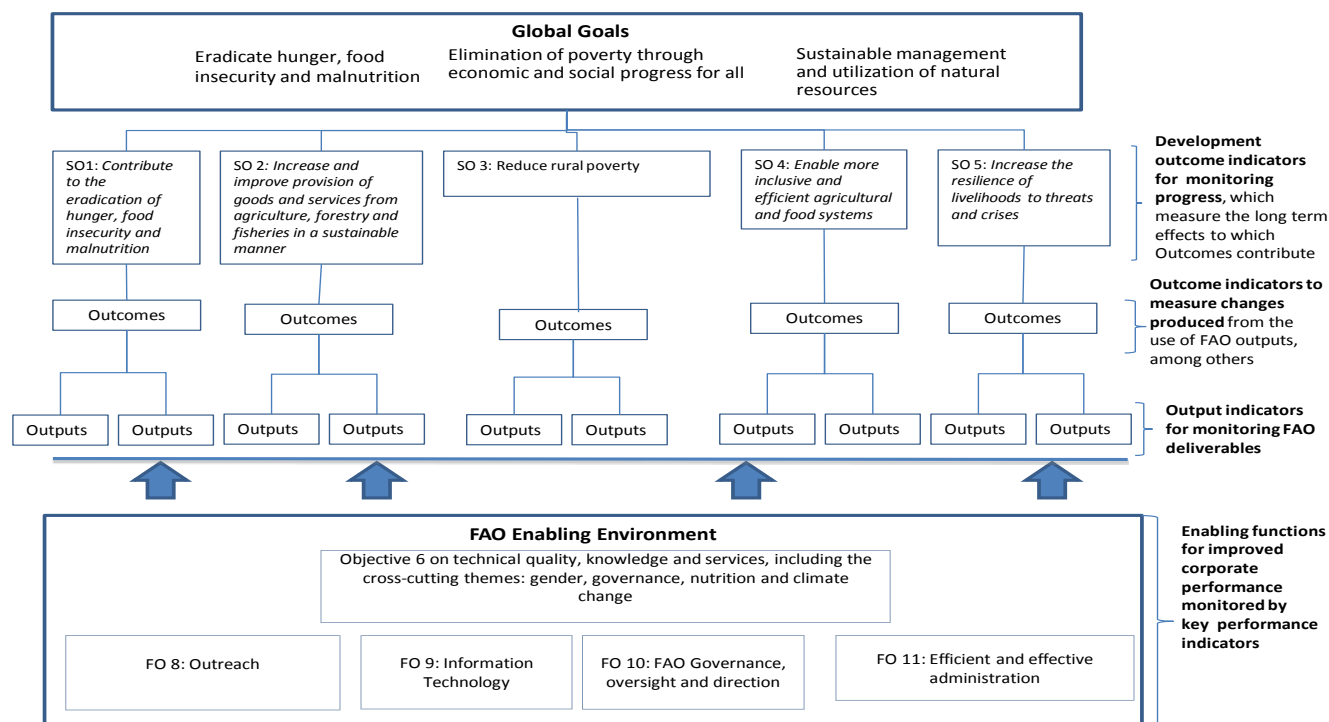 Global Goals
Eradicate hunger, food
insecurity and malnutrition
Elimination of poverty through
economic and social progress for all
Sustainable management
and utilization of natural
resources
SO1: Contribute
to the
eradication of
hunger, food
insecurity and
malnutrition
SO 2: Increase and
improve provision of
goods and services from
agriculture, forestry and
fisheries in a sustainable
manner
SO 3: Reduce rural poverty
SO 4: Enable more
inclusive and
efficient agricultural
and food systems
SO 5: Increase the
resilience of
livelihoods to threats
and crises
Development
outcome indicators
for monitoring
progress, which
measure the long term
effects to which
Outcomes contribute
Outcomes
Outcomes
Outcomes
Outcomes
Outcomes
Outcome indicators to
measure changes
produced from the
use of FAO outputs,
among others
Outputs
Outputs
Outputs
Outputs
Outputs
Outputs
Outputs
Outputs
Outputs
Outputs
Output indicators
for monitoring FAO
deliverables
FAO Enabling Environment
Objective 6 on technical quality, knowledge and services, including the
cross-cutting themes: gender, governance, nutrition and climate
change
FO 8: Outreach
FO 9: Information
Technology
FO 10: FAO Governance,
oversight and direction
FO 11: Efficient and effective
administration
Enabling functions
for improved
corporate
performance
monitored by
key performance
indicators